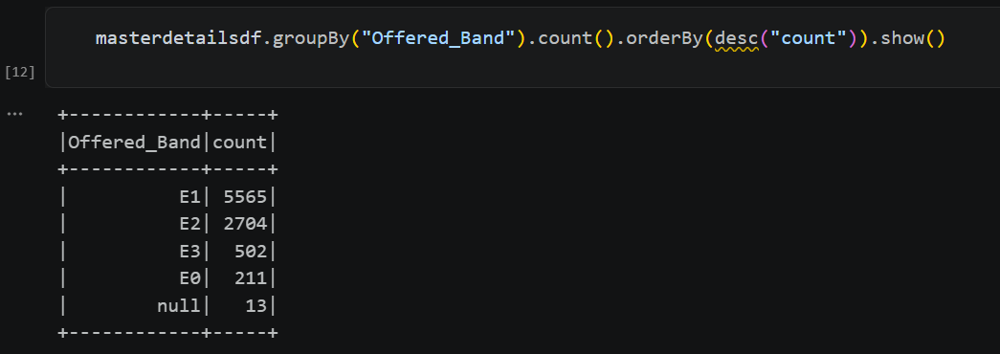 masterdetailsdf.groupBy("Offered_Band").count().orderBy(desc("count")).show()
[12]
...
+------------+-----+
|Offered_Band|count|
+------------+-----+
|          E1| 5565|
|          E2| 2704|
|          E3|  502|
|          E0|  211|
|        null|   13|
+------------+-----+